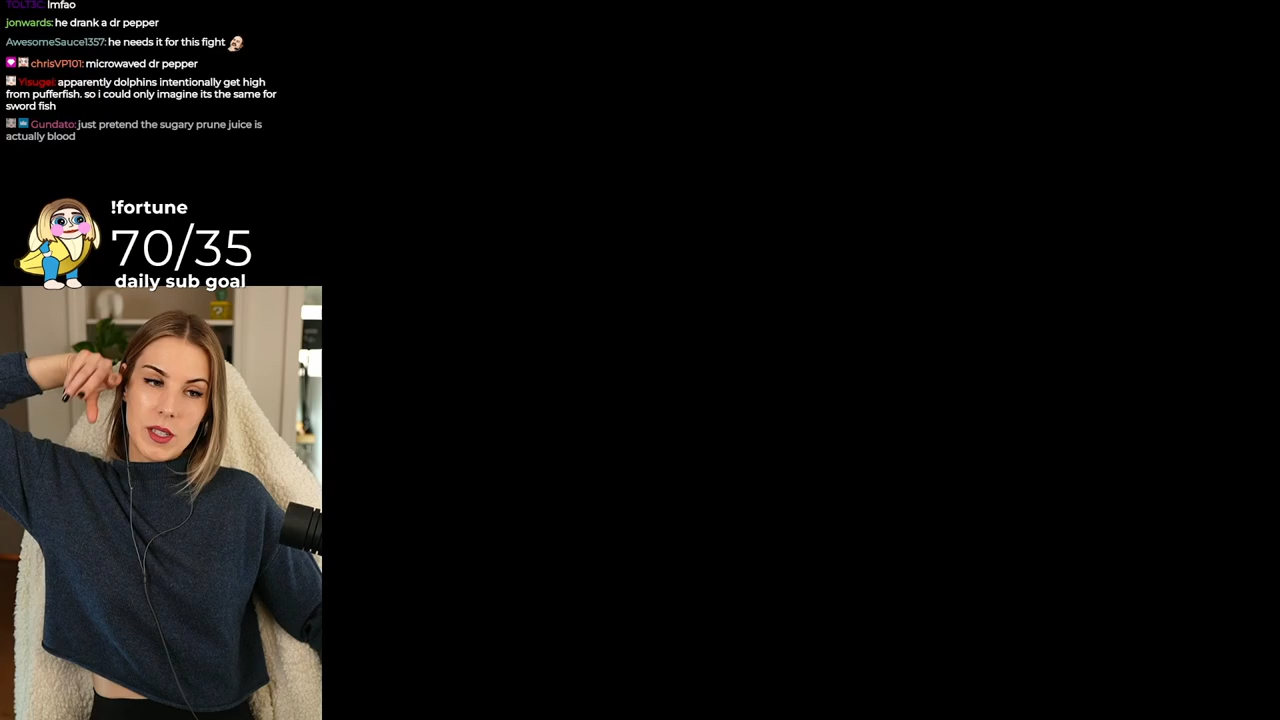 TOLT3C: lmfao
jonwards: he drank a dr pepper
AwesomeSauce1357: he needs it for this fight
chrisVP101: microwaved dr pepper
Yisugei: apparently dolphins intentionally get high
from pufferfish. so i could only imagine its the same for
sword fish
Gundato: just pretend the sugary prune juice is
actually blood
!fortune
70/35
daily sub goal